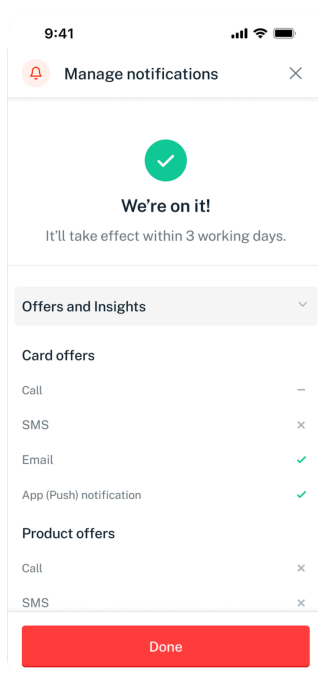 9:41
Manage notifications
We're on it!
It'll take effect within 3 working days.
Offers and Insights
Card offers
Call
SMS
Email
App (Push) notification
Product offers
Call
SMS
Done